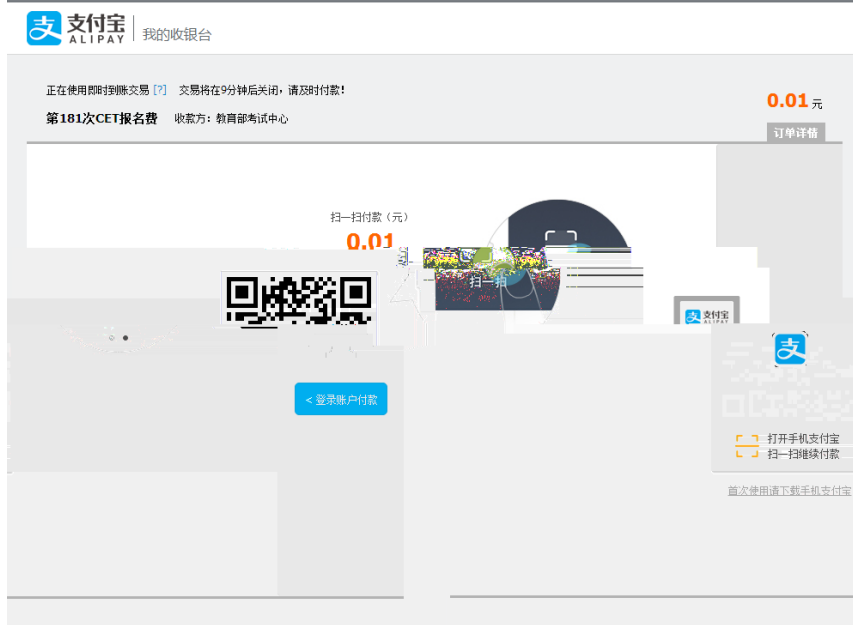 支付宝
ALIPAY
我的收银台
正在使用即时到账交易 [?] 交易将在9分钟后关闭，请及时付款！
0.01 元
第181次CET报名费 收款方：教育部考试中心
订单详情
扫一扫付款（元）
0.01
扫一扫
支付宝
ALIPAY
< 登录账户付款
打开手机支付宝
扫一扫继续付款
首次使用请下载手机支付宝